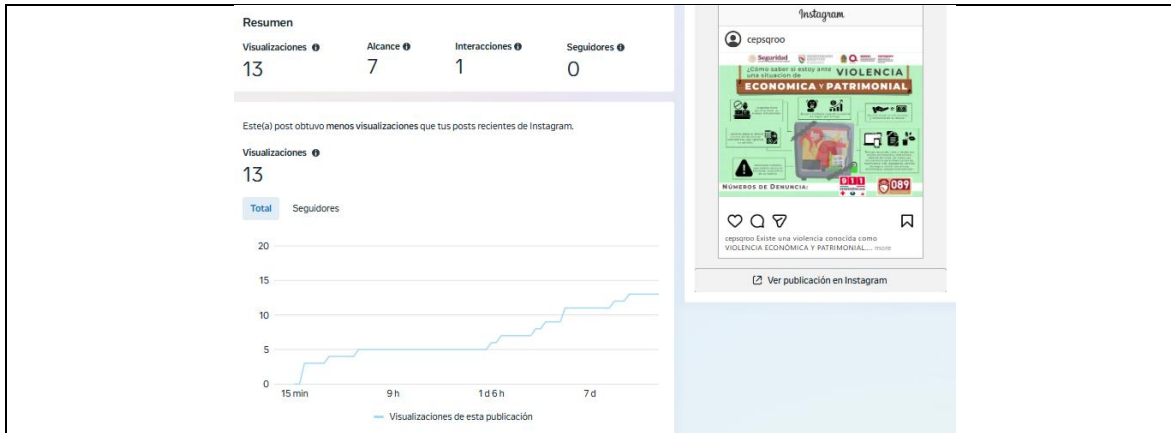 Resumen
Visualizaciones Alcance Interacciones Seguidores
13 7 1 0
Este(a) post obtuvo menos visualizaciones que tus posts recientes de Instagram.
Visualizaciones
13
Total Seguidores
20
15
10
5
0
15 min 9 h 1 d 6 h 7 d
Visualizaciones de esta publicación
Instagram
cepsqroo
Seguridad
¿Cómo saber si estoy ante
una situacion de
VIOLENCIA
ECONOMICA Y PATRIMONIAL
NÚMEROS DE DENUNCIA:
911
089
cepsqroo Existe una violencia conocida como
VIOLENCIA ECONÓMICA Y PATRIMONIAL... more
Ver publicación en Instagram